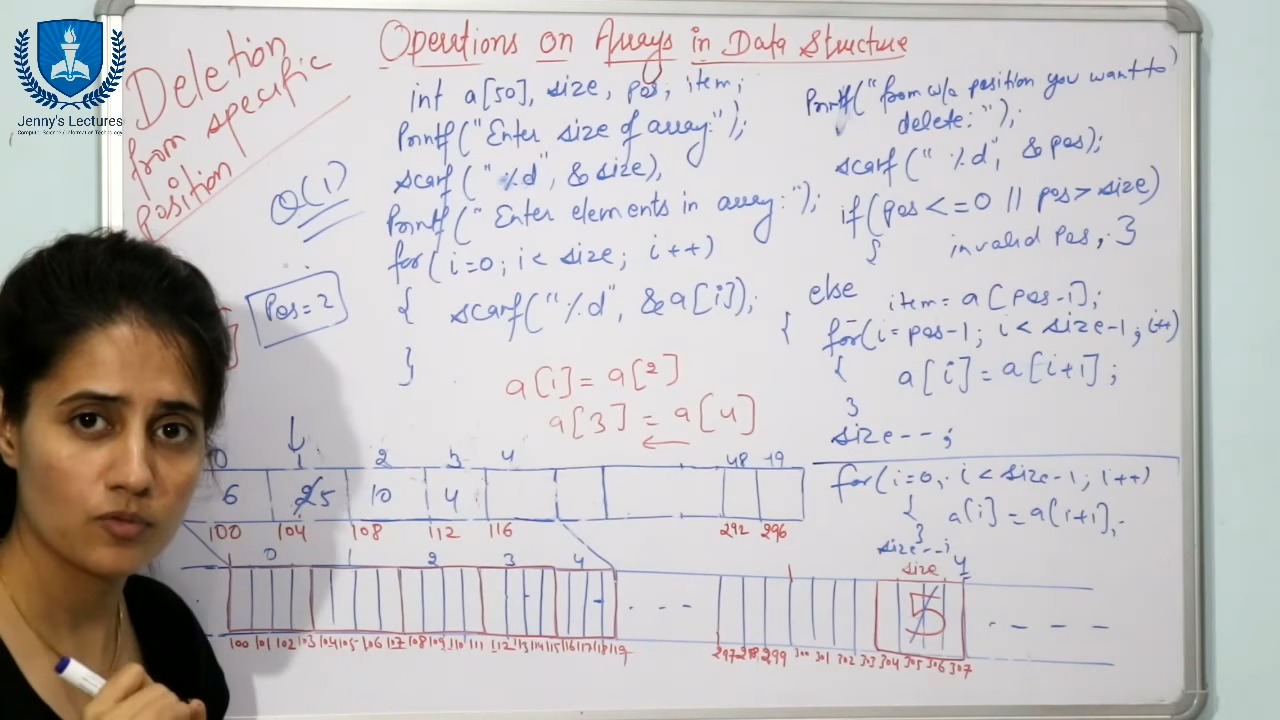 Jenny's Lectures
Computer Science/Information Technology
Operations on Arrays in Data Structure
Deletion
from specific
position
O(1)
Pos=2
int a[50], size, pos, item;
Printf("Enter size of array:");
scanf("%d", &size),
Printf("Enter elements in array:");
for(i=0; i< size; i++)
{ scanf("%d", &a[i]);
}
a[1] = a[2]
a[3] = a[4]
Printf("from w/c position you want to
delete:");
scanf("%d", &pos);
if(pos<=0 || pos>size)
{ invalid pos, }
else
item= a[pos-1];
{ for(i=pos-1; i< size-1; i++)
{ a[i] = a[i+1];
}
size--;
for(i=0, i<size-1; i++)
{ a[i] = a[i+1],
}
size--;
0 1 2 3 4 48 49
6 25 10 4
100 104 108 112 116 292 296
0 1 2 3 4 size 4
5
100 101 102 103 104 105 106 107 108 109 110 111 112 113 114 115 116 117 118 119 297 298 299 300 301 302 303 304 305 306 307